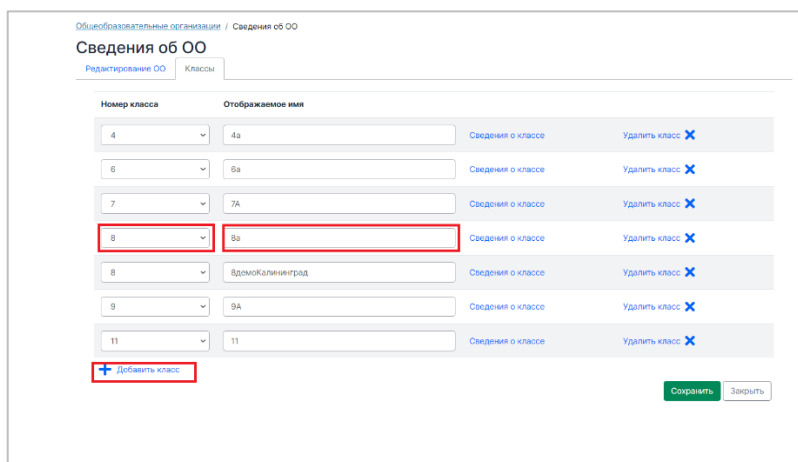 Общеобразовательные организации / Сведения об ОО
Сведения об ОО
Редактирование ОО Классы
Номер класса Отображаемое имя
4 4а Сведения о классе Удалить класс
6 6а Сведения о классе Удалить класс
7 7А Сведения о классе Удалить класс
8 8а Сведения о классе Удалить класс
8 8демоКалининград Сведения о классе Удалить класс
9 9А Сведения о классе Удалить класс
11 11 Сведения о классе Удалить класс
Добавить класс
Сохранить Закрыть